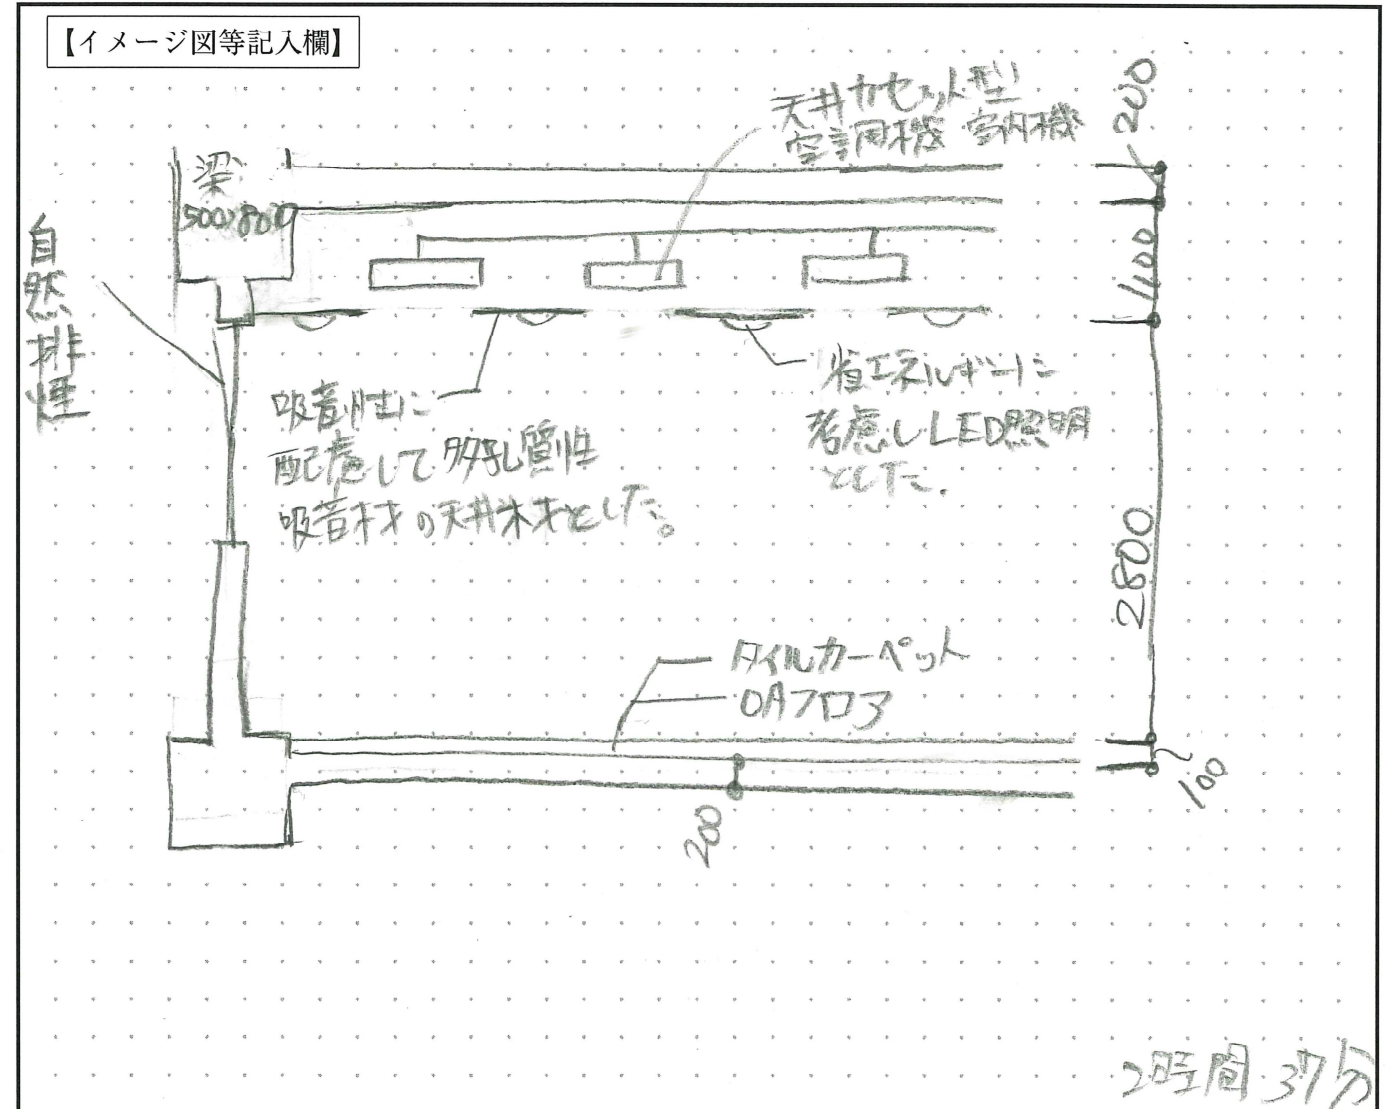 【イメージ図等記入欄】
天井カセット型
空調用機 室内機
200
梁
500×800
自然排煙
1100
吸音性に
配慮して多孔質性
吸音材の天井材とした。
省エネルギーに
考慮しLED照明
とした.
2800
タイルカーペット
OAフロア
100
200
2時間37分